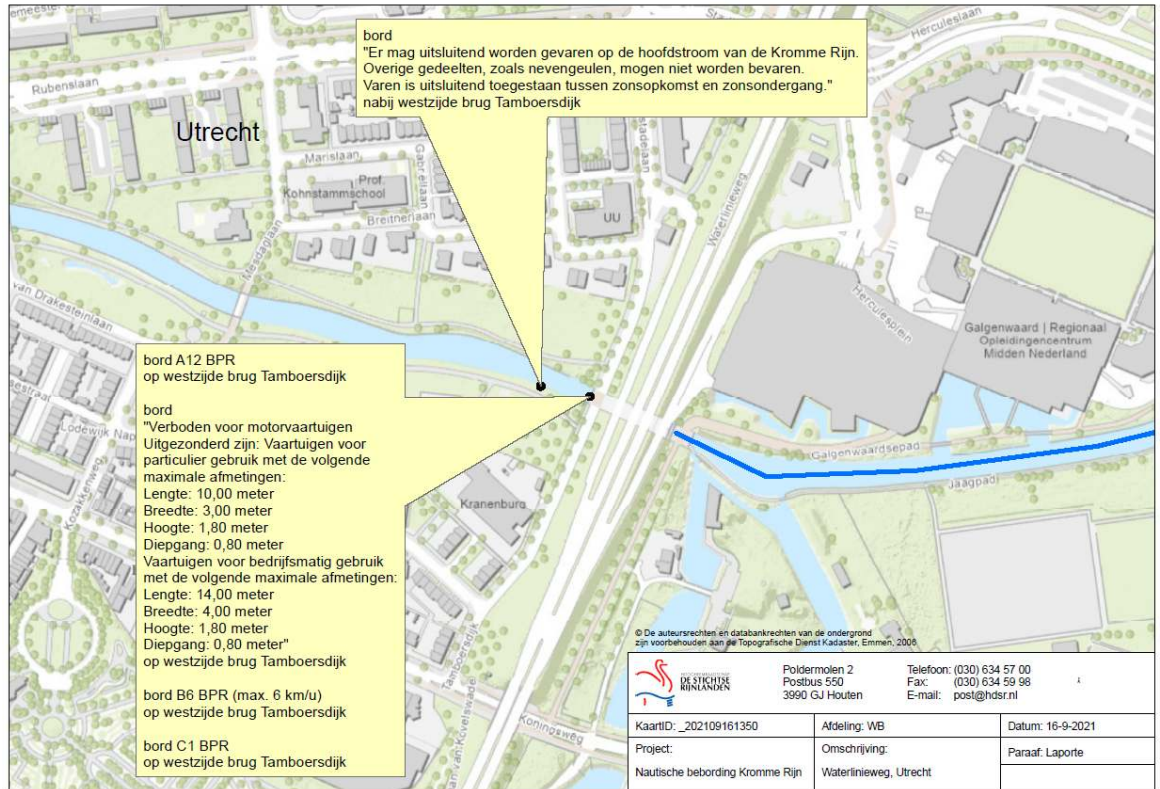 bord
"Er mag uitsluitend worden gevaren op de hoofdstroom van de Kromme Rijn.
Overige gedeelten, zoals nevengeulen, mogen niet worden bevaren.
Varen is uitsluitend toegestaan tussen zonsopkomst en zonsondergang."
nabij westzijde brug Tamboersdijk
Herculeslaan
Rubenslaan
Utrecht
Marislaan
Gabriëllaan
Prof.
Kohnstammschool
Breitnerlaan
UU
Waterlinieweg
Mesdaglaan
van Drakesteinlaan
Herculesplein
Galgenwaard | Regionaal
Opleidingencentrum
Midden Nederland
bord A12 BPR
op westzijde brug Tamboersdijk
bord
"Verboden voor motorvaartuigen
Uitgezonderd zijn: Vaartuigen voor
particulier gebruik met de volgende
maximale afmetingen:
Lengte: 10,00 meter
Breedte: 3,00 meter
Hoogte: 1,80 meter
Diepgang: 0,80 meter
Vaartuigen voor bedrijfsmatig gebruik
met de volgende maximale afmetingen:
Lengte: 14,00 meter
Breedte: 4,00 meter
Hoogte: 1,80 meter
Diepgang: 0,80 meter"
op westzijde brug Tamboersdijk
bord B6 BPR (max. 6 km/u)
op westzijde brug Tamboersdijk
bord C1 BPR
op westzijde brug Tamboersdijk
Lodewijk Nap
Kozakkenweg
Galgenwaardsepad
Jaagpad
Kranenburg
Tamboersdijk
Koningsweg
an van Kovelswade
© De auteursrechten en databankrechten van de ondergrond
zijn voorbehouden aan de Topografische Dienst Kadaster, Emmen, 2006
DE STICHTSE
RIJNLANDEN
Poldermolen 2
Postbus 550
3990 GJ Houten
Telefoon: (030) 634 57 00
Fax: (030) 634 59 98
E-mail: post@hdsr.nl
KaartID: _202109161350
Afdeling: WB
Datum: 16-9-2021
Project:
Nautische bebording Kromme Rijn
Omschrijving:
Waterlinieweg, Utrecht
Paraaf: Laporte